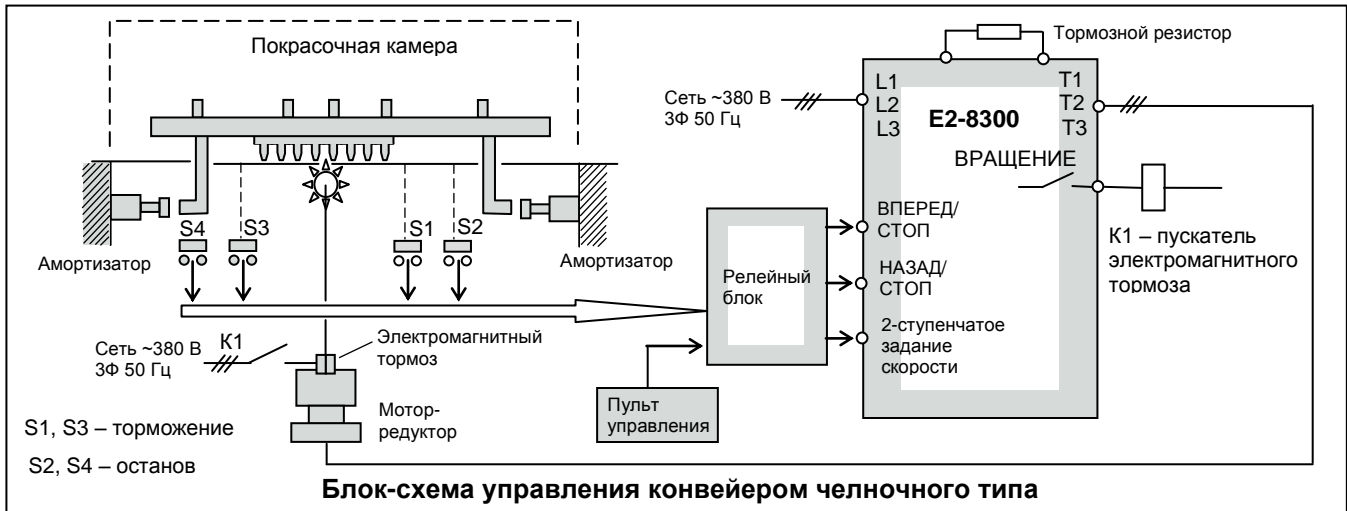 Покрасочная камера
Тормозной резистор
Сеть ~380 В
3Ф 50 Гц
L1
L2
L3
E2-8300
T1
T2
T3
ВРАЩЕНИЕ
S4
S3
S1
S2
Амортизатор
Амортизатор
Релейный
блок
ВПЕРЕД/
СТОП
НАЗАД/
СТОП
2-ступенчатое
задание
скорости
К1 – пускатель
электромагнитного
тормоза
Сеть ~380 В
3Ф 50 Гц
К1
Электромагнитный
тормоз
Мотор-
редуктор
Пульт
управления
S1, S3 – торможение
S2, S4 – останов
Блок-схема управления конвейером челночного типа